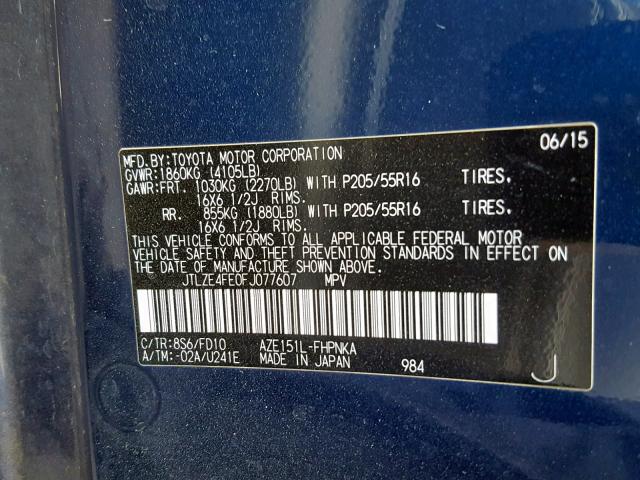 06/15
MFD.BY:TOYOTA MOTOR CORPORATION
GVWR:1860KG (4105LB)
GAWR:FRT. 1030KG (2270LB) WITH P205/55R16 TIRES.
16X6 1/2J RIMS.
RR. 855KG (1880LB) WITH P205/55R16 TIRES.
16X6 1/2J RIMS.
THIS VEHICLE CONFORMS TO ALL APPLICABLE FEDERAL MOTOR
VEHICLE SAFETY AND THEFT PREVENTION STANDARDS IN EFFECT ON
THE DATE OF MANUFACTURE SHOWN ABOVE.
JTLZE4FE0FJ077607 MPV
C/TR:8S6/FD10 AZE151L-FHPNKA
A/TM:-02A/U241E MADE IN JAPAN 984 J